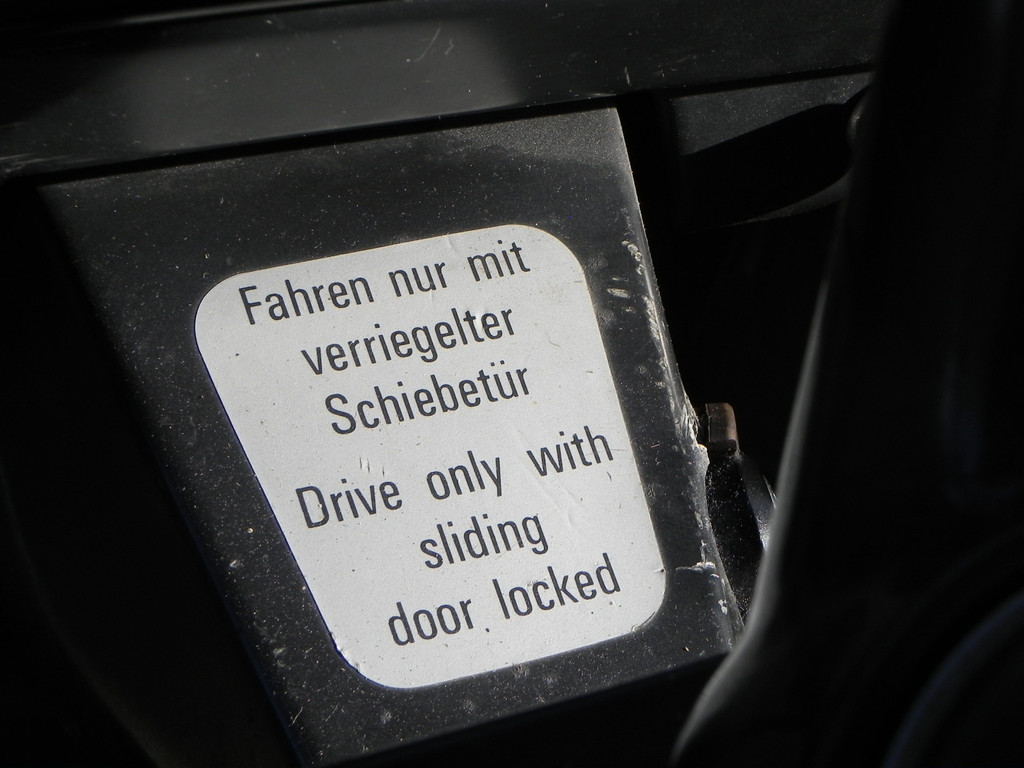 Fahren nur mit
verriegelter
Schiebetür
Drive only with
sliding
door locked